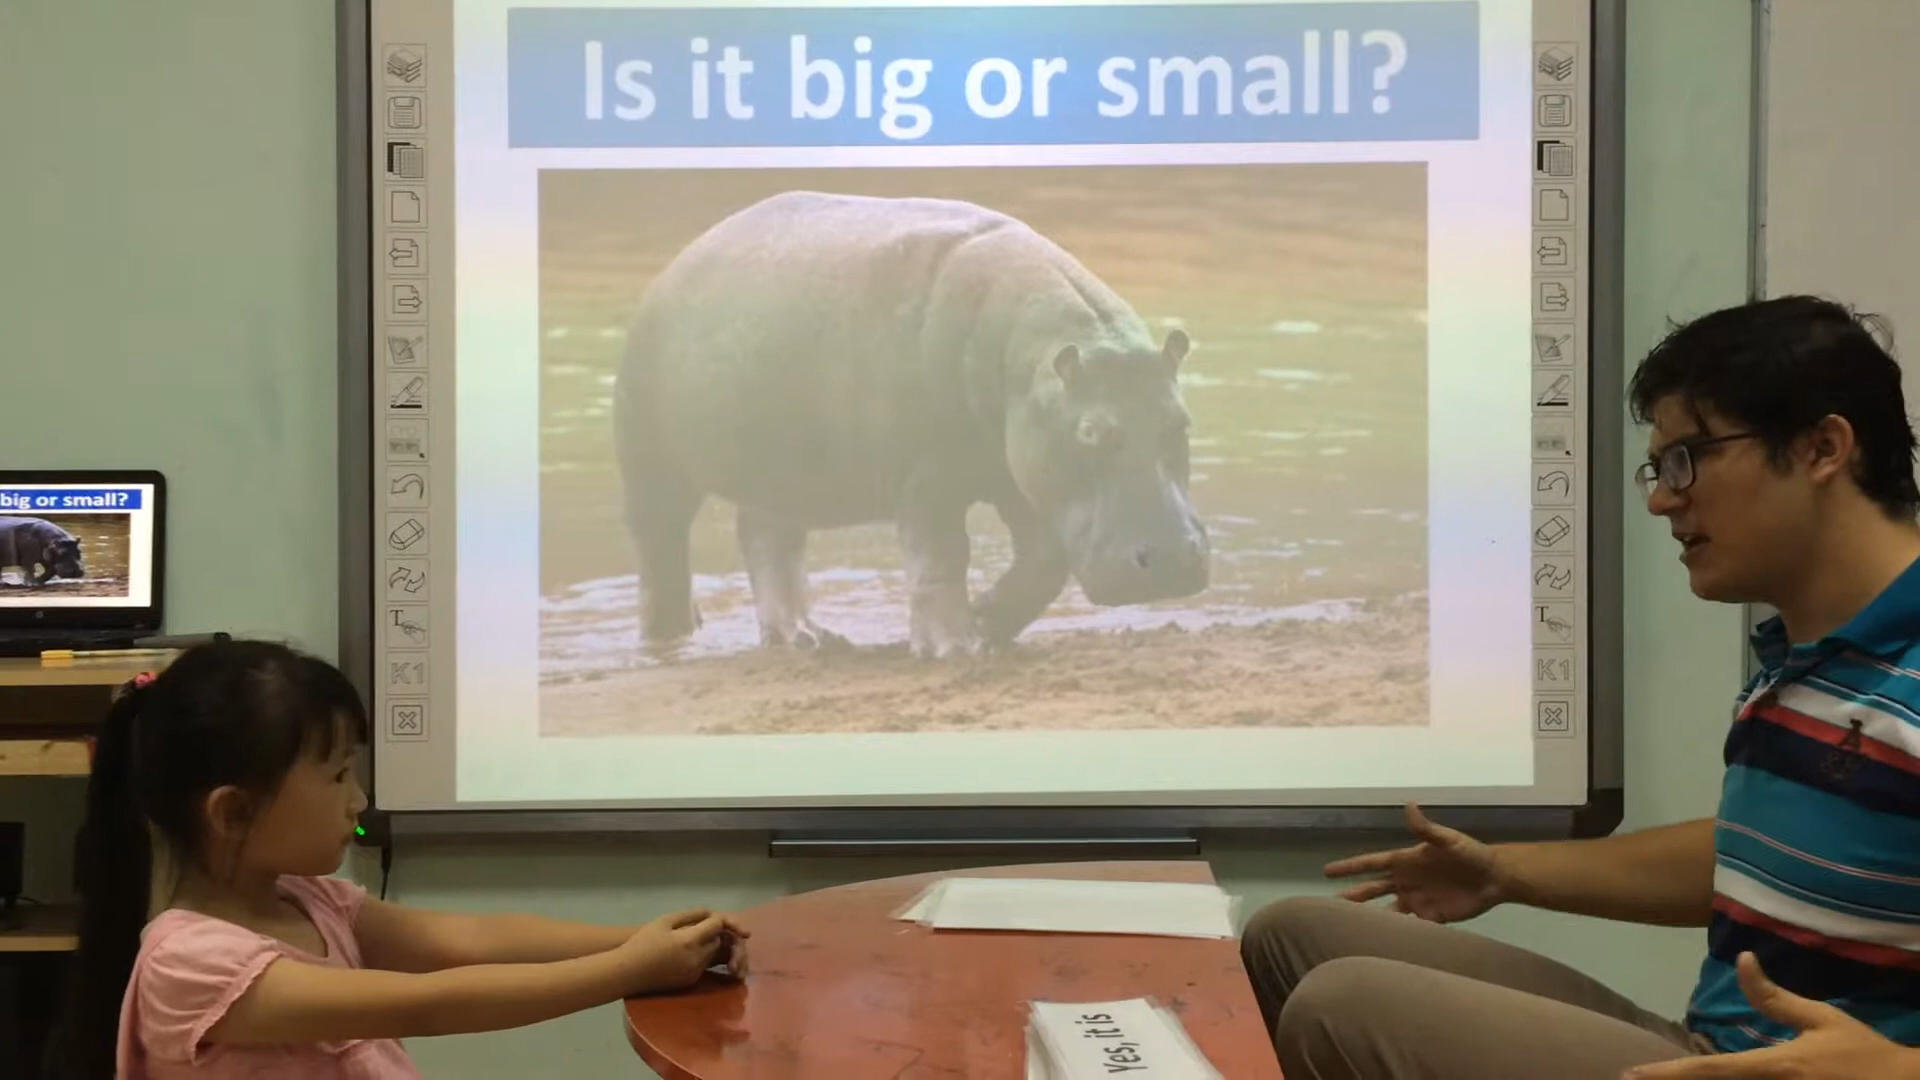 Is it big or small?
big or small?
K1
K1
T
T
Yes, it is